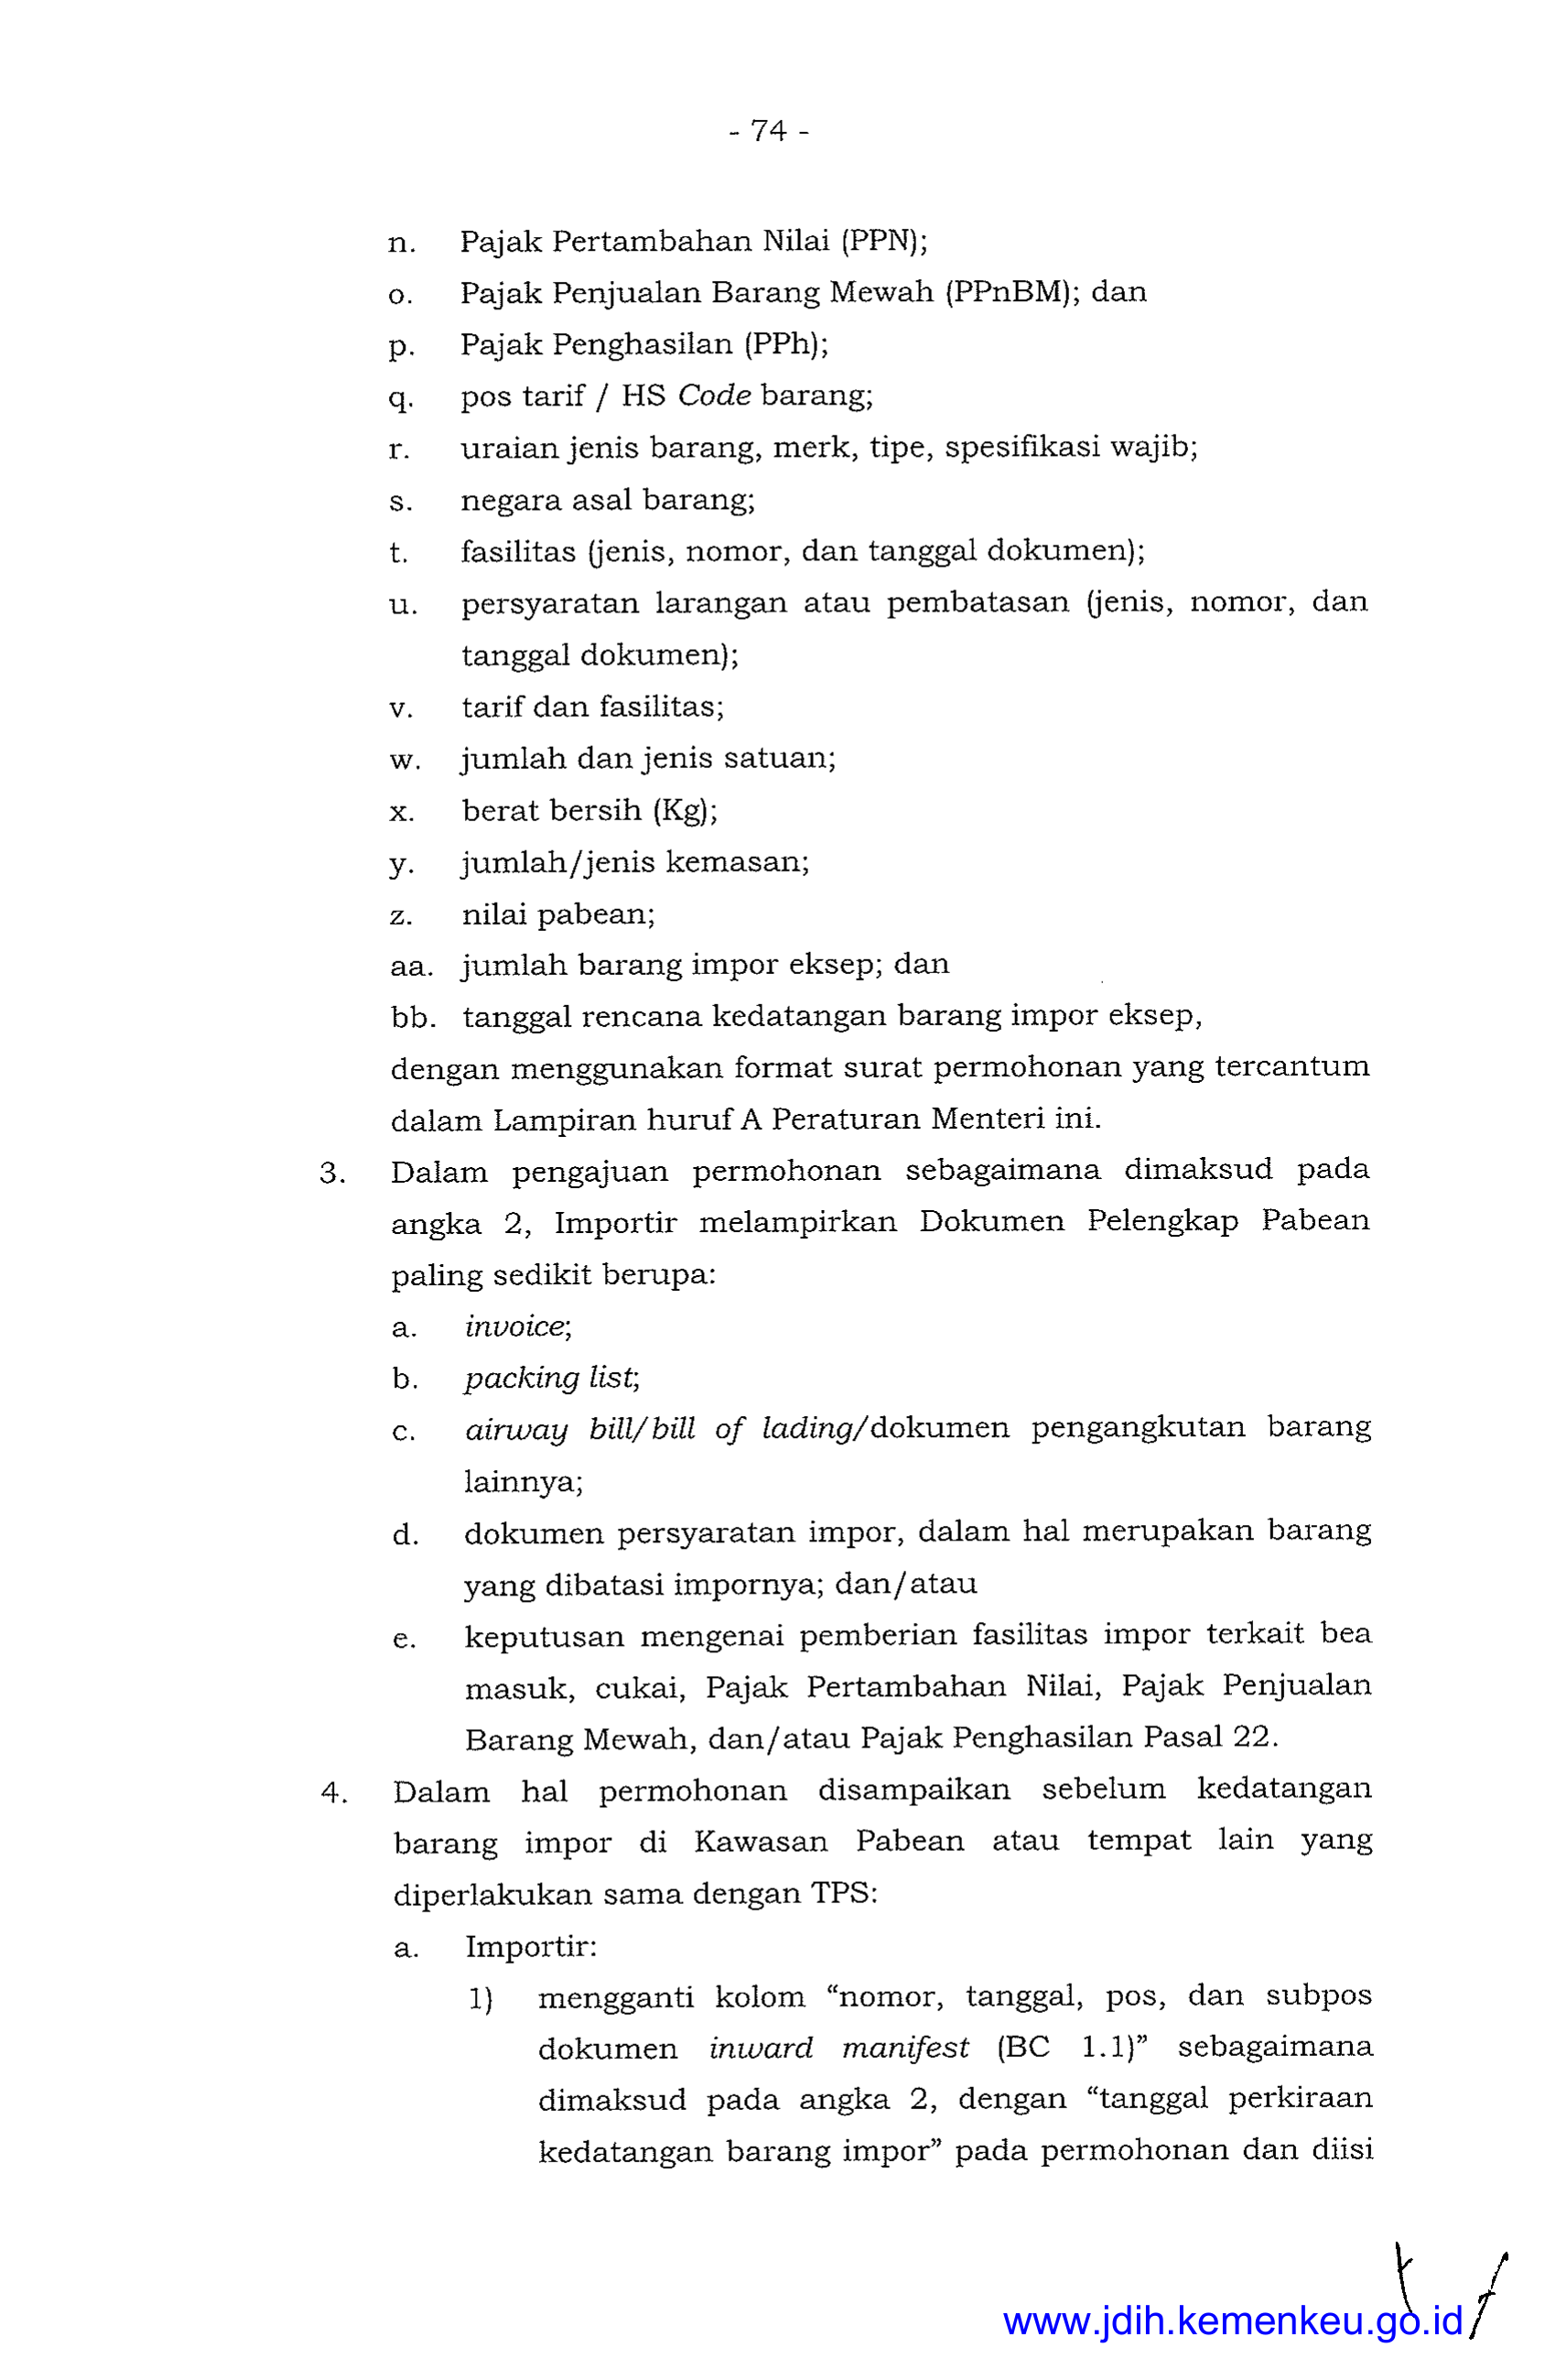 - 74 -
n. Pajak Pertambahan Nilai (PPN);
o. Pajak Penjualan Barang Mewah (PPnBM); dan
p. Pajak Penghasilan (PPh);
q. pos tarif / HS Code barang;
r. uraian jenis barang, merk, tipe, spesifikasi wajib;
s. negara asal barang;
t. fasilitas (jenis, nomor, dan tanggal dokumen);
u. persyaratan larangan atau pembatasan (jenis, nomor, dan
tanggal dokumen);
v. tarif dan fasilitas;
w. jumlah dan jenis satuan;
x. berat bersih (Kg);
y. jumlah/jenis kemasan;
z. nilai pabean;
aa. jumlah barang impor eksep; dan
bb. tanggal rencana kedatangan barang impor eksep,
dengan menggunakan format surat permohonan yang tercantum
dalam Lampiran huruf A Peraturan Menteri ini.
3. Dalam pengajuan permohonan sebagaimana dimaksud pada
angka 2, Importir melampirkan Dokumen Pelengkap Pabean
paling sedikit berupa:
a. invoice;
b. packing list;
c. airway bill/bill of lading/dokumen pengangkutan barang
lainnya;
d. dokumen persyaratan impor, dalam hal merupakan barang
yang dibatasi impornya; dan/atau
e. keputusan mengenai pemberian fasilitas impor terkait bea
masuk, cukai, Pajak Pertambahan Nilai, Pajak Penjualan
Barang Mewah, dan/atau Pajak Penghasilan Pasal 22.
4. Dalam hal permohonan disampaikan sebelum kedatangan
barang impor di Kawasan Pabean atau tempat lain yang
diperlakukan sama dengan TPS:
a. Importir:
1) mengganti kolom “nomor, tanggal, pos, dan subpos
dokumen inward manifest (BC 1.1)” sebagaimana
dimaksud pada angka 2, dengan “tanggal perkiraan
kedatangan barang impor” pada permohonan dan diisi
www.jdih.kemenkeu.go.id